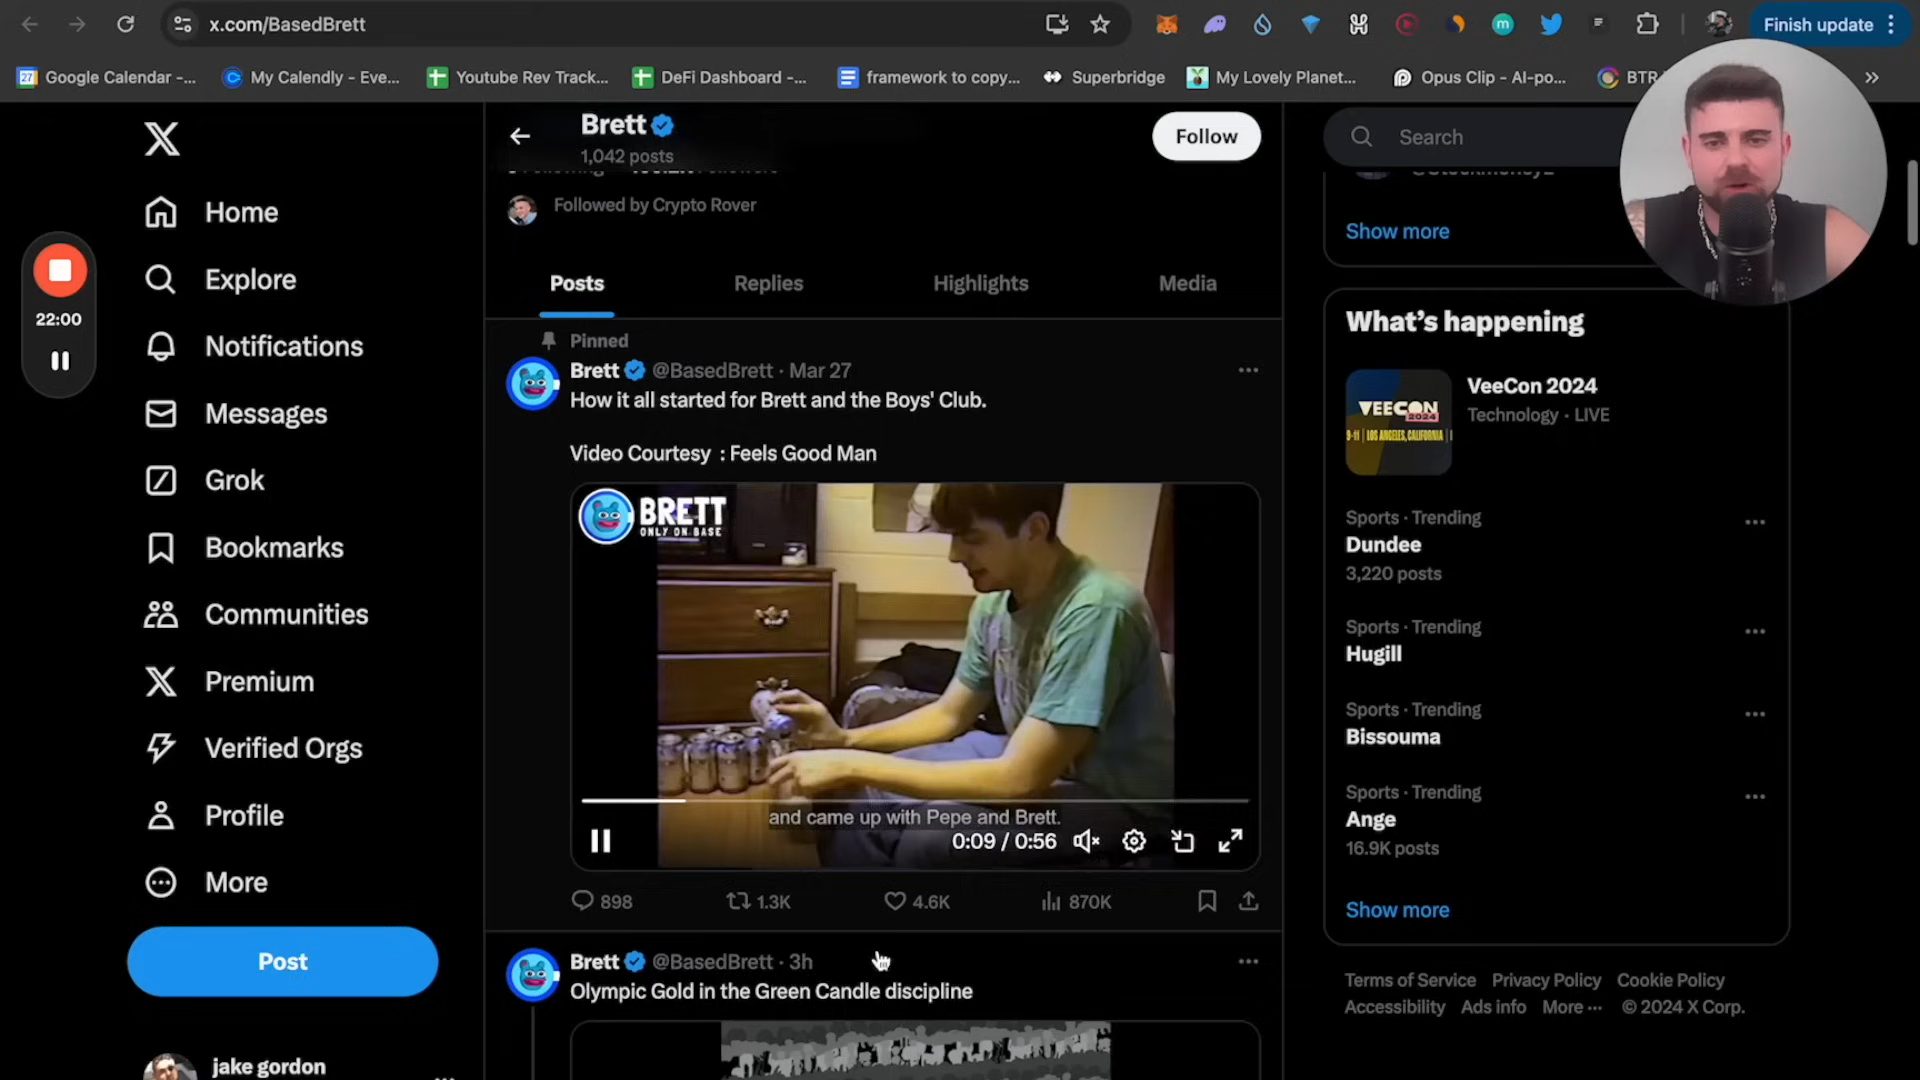 x.com/BasedBrett
Finish update
Google Calendar -...
My Calendly - Eve...
Youtube Rev Track...
DeFi Dashboard -...
framework to copy...
Superbridge
My Lovely Planet...
Opus Clip - AI-po...
BTR
22:00
Home
Explore
Notifications
Messages
Grok
Bookmarks
Communities
Premium
Verified Orgs
Profile
More
Post
jake gordon
Brett
1,042 posts
Follow
Followed by Crypto Rover
Posts
Replies
Highlights
Media
Pinned
Brett @BasedBrett · Mar 27
How it all started for Brett and the Boys' Club.
Video Courtesy : Feels Good Man
BRETT
ONLY ON BASE
and came up with Pepe and Brett.
0:09 / 0:56
898
1.3K
4.6K
870K
Brett @BasedBrett · 3h
Olympic Gold in the Green Candle discipline
Search
Show more
What's happening
VEECON
2024
9-11 | LOS ANGELES, CALIFORNIA |
VeeCon 2024
Technology · LIVE
Sports · Trending
Dundee
3,220 posts
Sports · Trending
Hugill
Sports · Trending
Bissouma
Sports · Trending
Ange
16.9K posts
Show more
Terms of Service Privacy Policy Cookie Policy
Accessibility Ads info More ··· © 2024 X Corp.